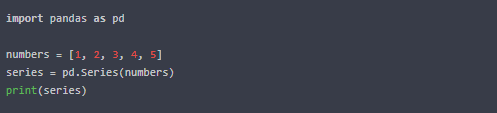 import pandas as pd
numbers = [1, 2, 3, 4, 5]
series = pd.Series(numbers)
print(series)